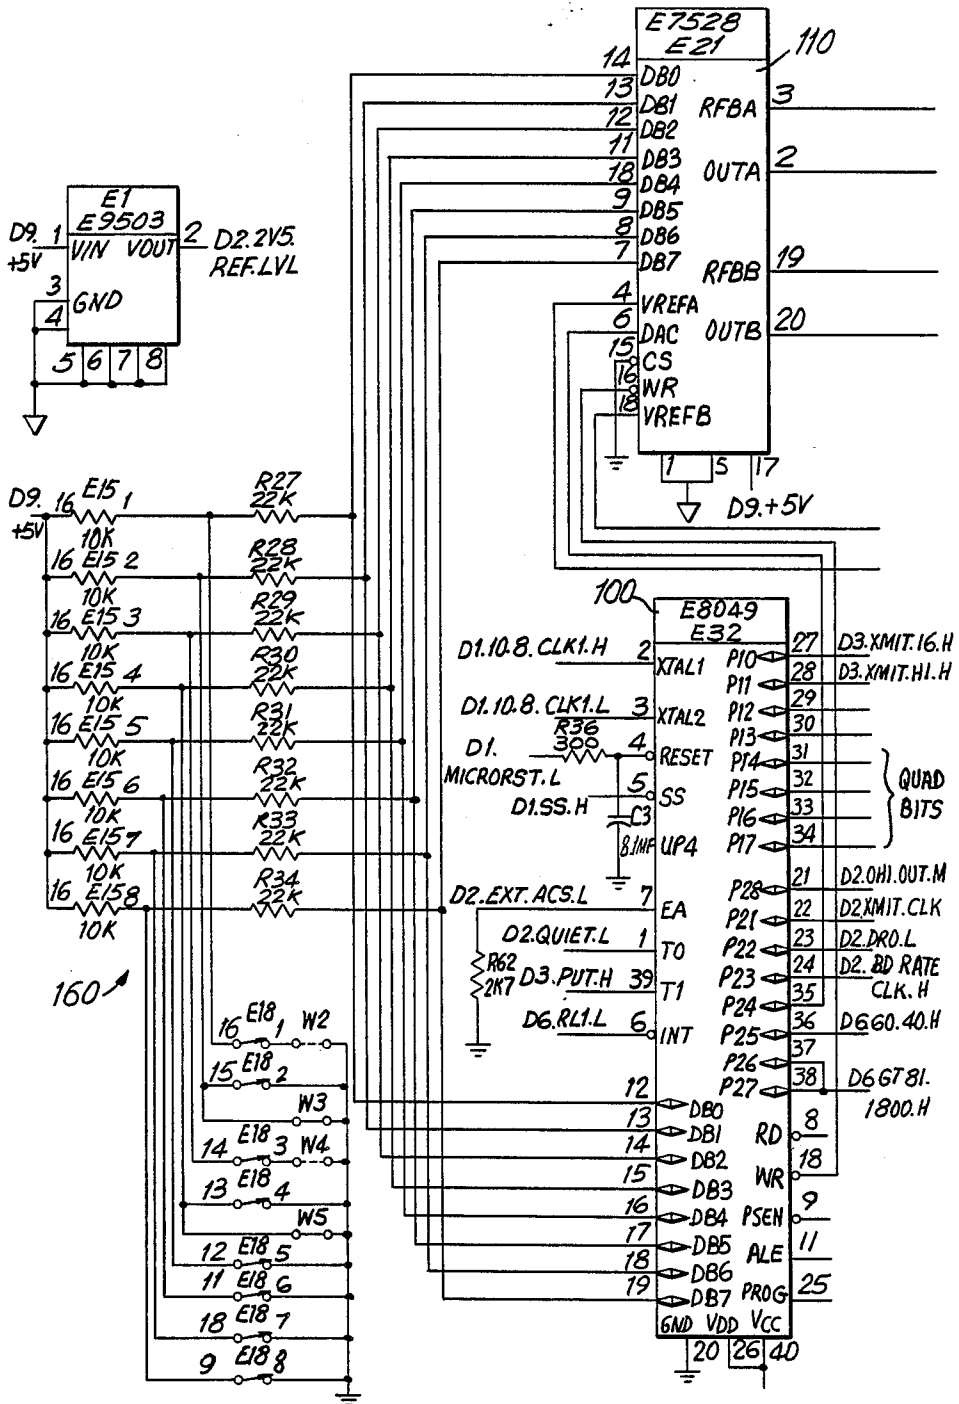 E7528
E21
110
14 DB0
13 DB1
12 DB2
11 DB3
18 DB4
9 DB5
8 DB6
7 DB7
4 VREFA
6 DAC
15 CS
16 WR
18 VREFB
RFBA 3
OUTA 2
RFBB 19
OUTB 20
1 5 17
D9.+5V
E1
E9503
D9.
+5V
1 VIN VOUT 2
D2.2V5.
REF.LVL
3 GND
4
5 6 7 8
D9.
+5V
16 E15 1
10K
R27
22K
16 E15 2
10K
R28
22K
16 E15 3
10K
R29
22K
16 E15 4
10K
R30
22K
16 E15 5
10K
R31
22K
16 E15 6
10K
R32
22K
16 E15 7
10K
R33
22K
16 E15 8
10K
R34
22K
160
16 E18 1 W2
15 E18 2
W3
14 E18 3 W4
13 E18 4
W5
12 E18 5
11 E18 6
18 E18 7
9 E18 8
100
E8049
E32
D1.10.8.CLK1.H 2 XTAL1
D1.10.8.CLK1.L 3 XTAL2
R36
300
D1.
MICRORST.L
4 RESET
D1.SS.H 5 SS
C3
8.1MF
UP4
D2.EXT.ACS.L 7 EA
D2.QUIET.L 1 T0
R62
2K7
D3.PUT.H 39 T1
D6.RL1.L 6 INT
12 DB0
13 DB1
14 DB2
15 DB3
16 DB4
17 DB5
18 DB6
19 DB7
P10 27 D3.XMIT.16.H
P11 28 D3.XMIT.HI.H
P12 29
P13 30
P14 31
P15 32
P16 33
P17 34
QUAD
BITS
P28 21 D2.OHI.OUT.M
P21 22 D2.XMIT.CLK
P22 23 D2.DRO.L
P23 24 D2.BD RATE
CLK.H
P24 35
P25 36 D6.GO.40.H
P26 37
P27 38 D6GT81.
1800.H
RD 8
WR 18
PSEN 9
ALE 11
PROG 25
GND VDD VCC
20 26 40